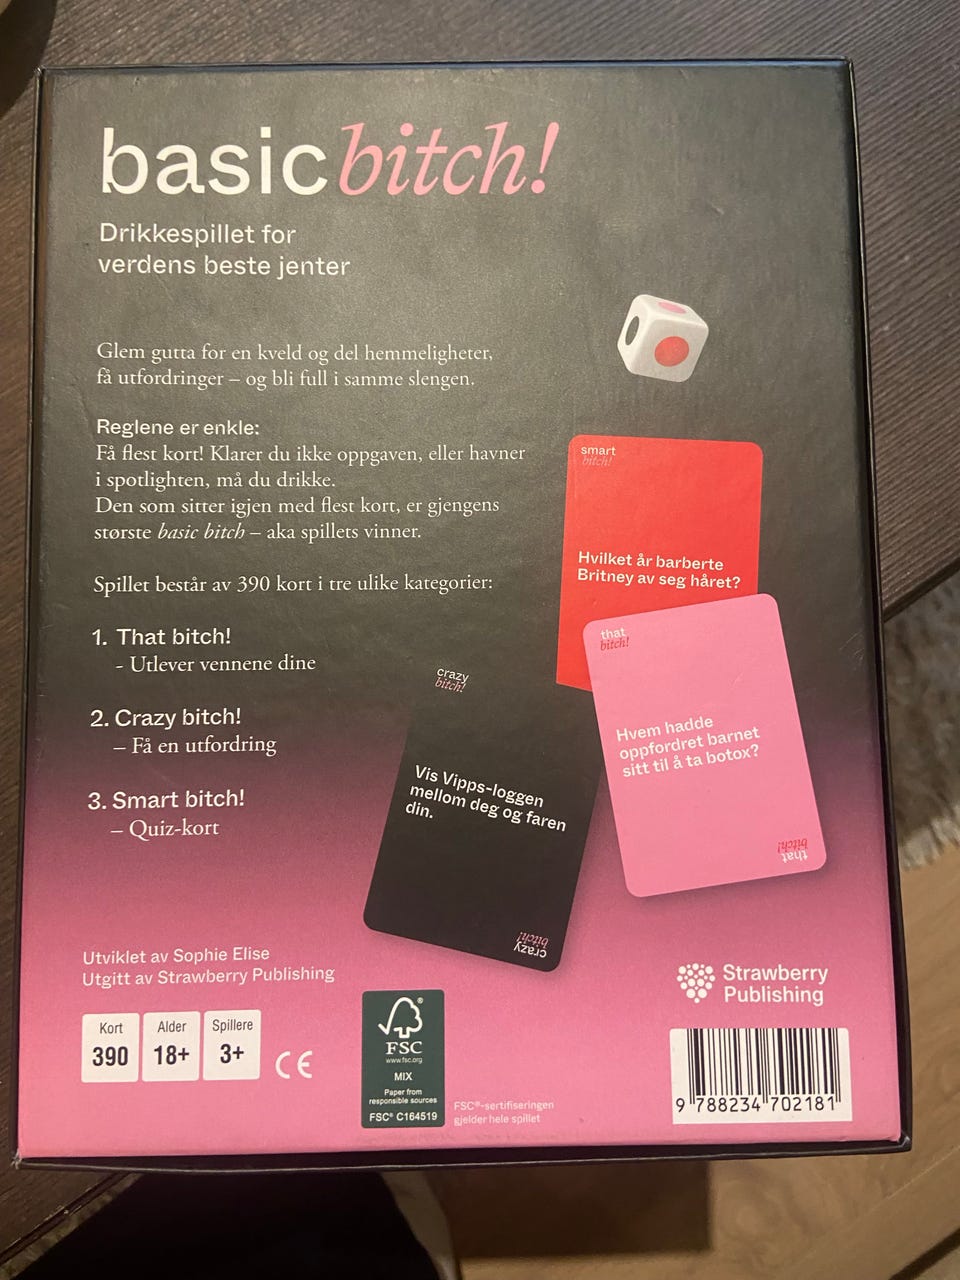 basic bitch!
Drikkespillet for
verdens beste jenter
Glem gutta for en kveld og del hemmeligheter,
få utfordringer – og bli full i samme slengen.
Reglene er enkle:
Få flest kort! Klarer du ikke oppgaven, eller havner
i spotlighten, må du drikke.
Den som sitter igjen med flest kort, er gjengens
største basic bitch – aka spillets vinner.
Spillet består av 390 kort i tre ulike kategorier:
1. That bitch!
- Utlever vennene dine
2. Crazy bitch!
– Få en utfordring
3. Smart bitch!
– Quiz-kort
smart
bitch!
Hvilket år barberte
Britney av seg håret?
that
bitch!
Hvem hadde
oppfordret barnet
sitt til å ta botox?
that
bitch!
crazy
bitch!
Vis Vipps-loggen
mellom deg og faren
din.
crazy
bitch!
Utviklet av Sophie Elise
Utgitt av Strawberry Publishing
Kort
390
Alder
18+
Spillere
3+
CE
®
FSC
www.fsc.org
MIX
Paper from
responsible sources
FSC® C164519
FSC®-sertifiseringen
gjelder hele spillet
Strawberry
Publishing
9 788234 702181